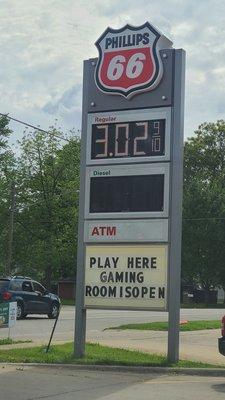 PHILLIPS
66
Regular
3.02 9/10
Diesel
ATM
PLAY HERE
GAMING
ROOM IS OPEN